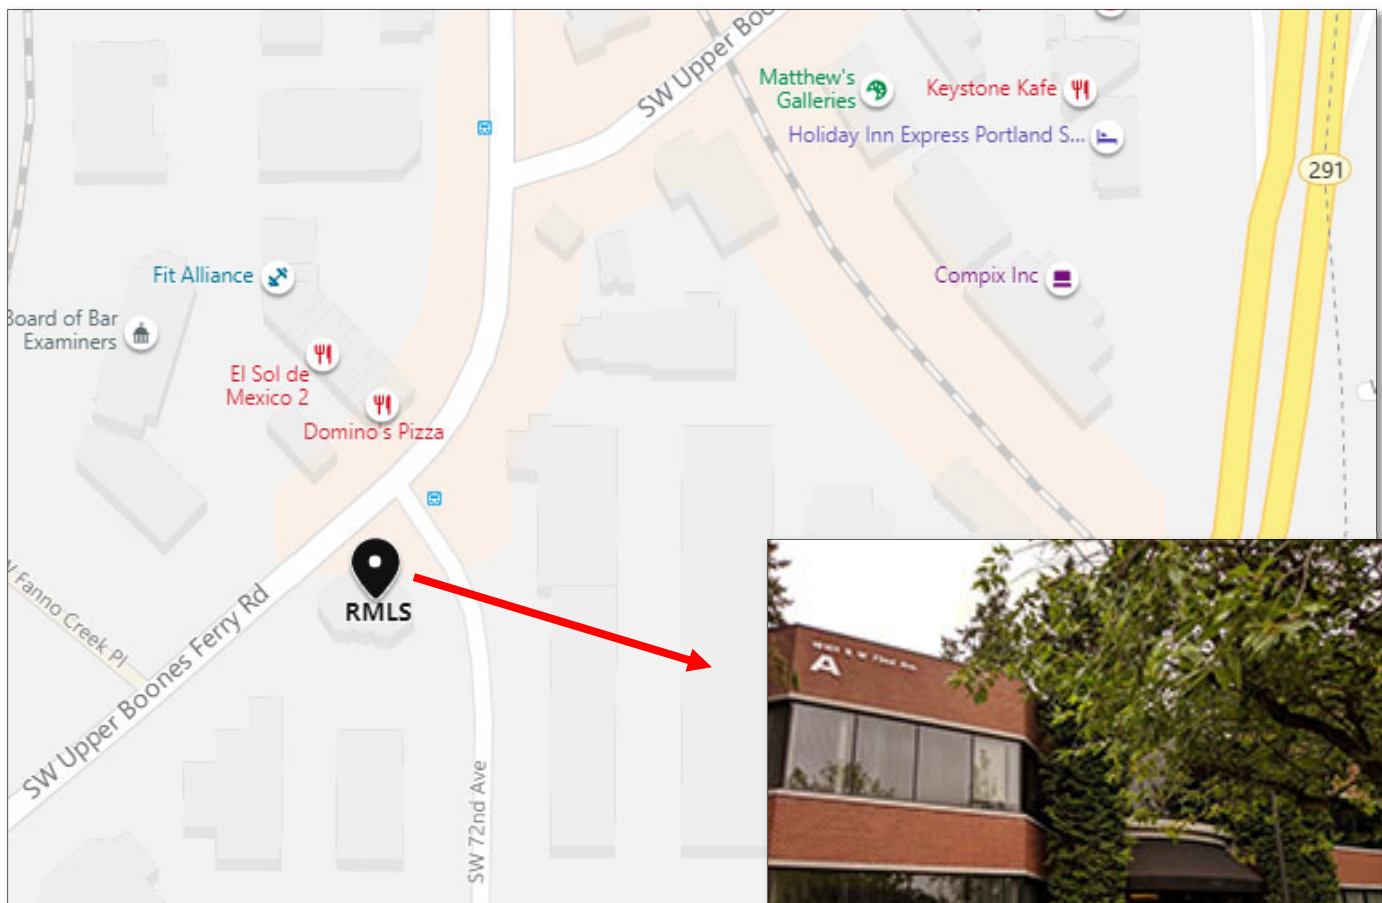 SW Upper Boo
Matthew's
Galleries
Keystone Kafe
Holiday Inn Express Portland S...
291
Fit Alliance
Compix Inc
Board of Bar
Examiners
El Sol de
Mexico 2
Domino's Pizza
RMLS
Fanno Creek Pl
SW Upper Boones Ferry Rd
SW 72nd Ave
A